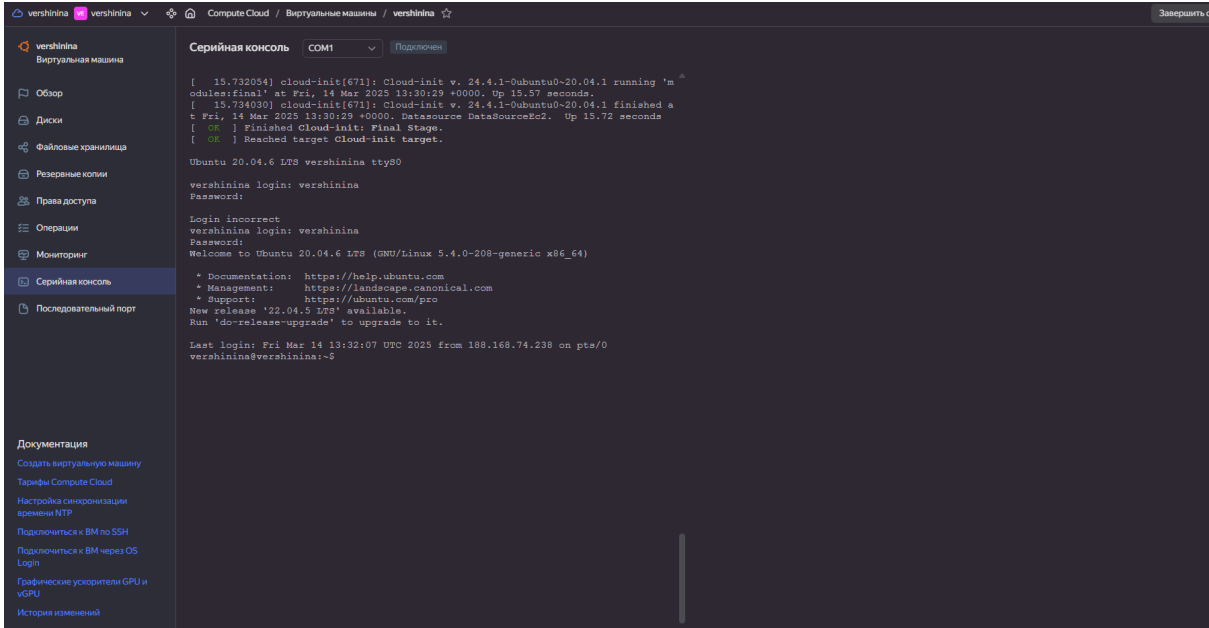 vershinina ve vershinina Compute Cloud / Виртуальные машины / vershinina
Завершить с
vershinina
Виртуальная машина
Обзор
Диски
Файловые хранилища
Резервные копии
Права доступа
Операции
Мониторинг
Серийная консоль
Последовательный порт
Документация
Создать виртуальную машину
Тарифы Compute Cloud
Настройка синхронизации
времени NTP
Подключиться к ВМ по SSH
Подключиться к ВМ через OS
Login
Графические ускорители GPU и
vGPU
История изменений
Серийная консоль COM1 Подключен
[   15.732054] cloud-init[671]: Cloud-init v. 24.4.1-0ubuntu0~20.04.1 running 'm
odules:final' at Fri, 14 Mar 2025 13:30:29 +0000. Up 15.57 seconds.
[   15.734030] cloud-init[671]: Cloud-init v. 24.4.1-0ubuntu0~20.04.1 finished a
t Fri, 14 Mar 2025 13:30:29 +0000. Datasource DataSourceEc2.  Up 15.72 seconds
[  OK  ] Finished Cloud-init: Final Stage.
[  OK  ] Reached target Cloud-init target.
Ubuntu 20.04.6 LTS vershinina ttyS0
vershinina login: vershinina
Password:
Login incorrect
vershinina login: vershinina
Password:
Welcome to Ubuntu 20.04.6 LTS (GNU/Linux 5.4.0-208-generic x86_64)
* Documentation:  https://help.ubuntu.com
* Management:     https://landscape.canonical.com
* Support:        https://ubuntu.com/pro
New release '22.04.5 LTS' available.
Run 'do-release-upgrade' to upgrade to it.
Last login: Fri Mar 14 13:32:07 UTC 2025 from 188.168.74.238 on pts/0
vershinina@vershinina:~$